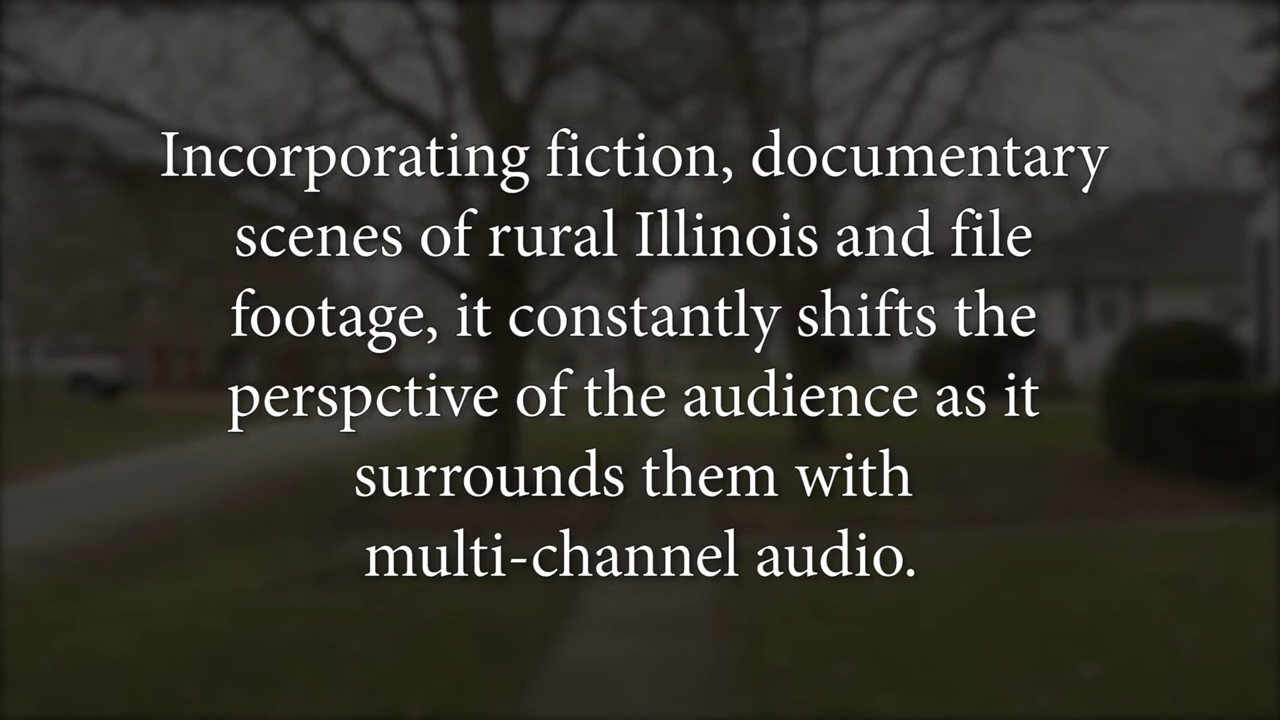 Incorporating fiction, documentary
scenes of rural Illinois and file
footage, it constantly shifts the
perspctive of the audience as it
surrounds them with
multi-channel audio.